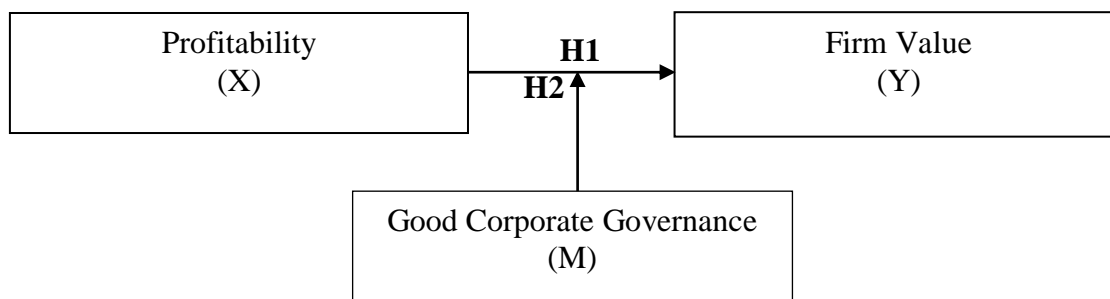 Profitability
(X)
H1
H2
Firm Value
(Y)
Good Corporate Governance
(M)